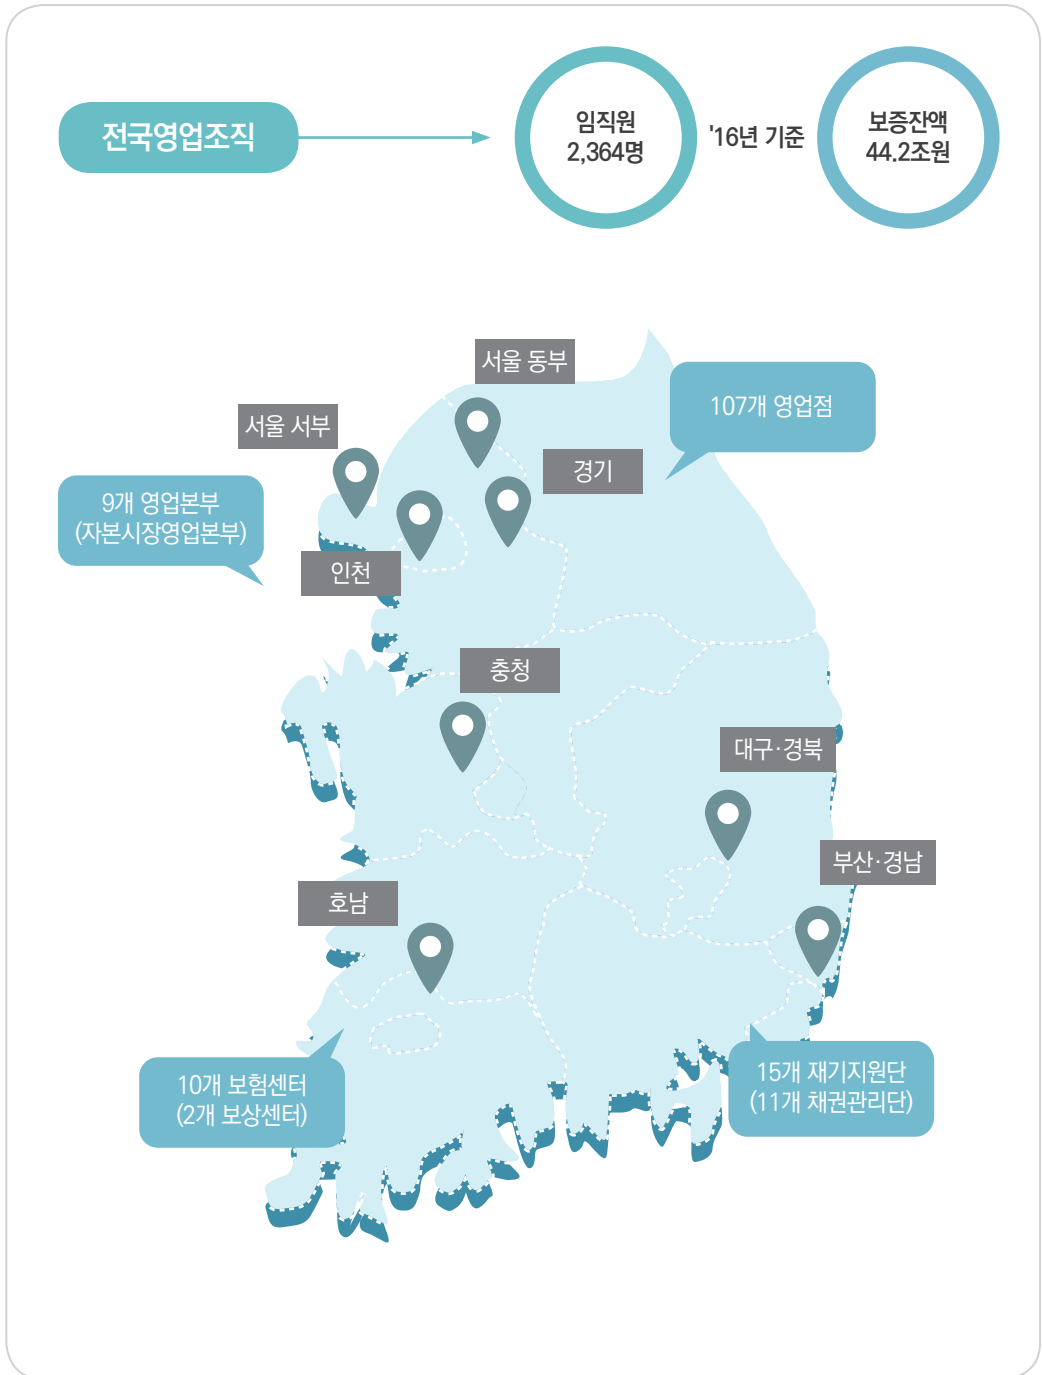 전국영업조직
임직원
2,364명
'16년 기준
보증잔액
44.2조원
서울 동부
107개 영업점
서울 서부
경기
9개 영업본부
(자본시장영업본부)
인천
충청
대구·경북
부산·경남
호남
10개 보험센터
(2개 보상센터)
15개 재기지원단
(11개 채권관리단)